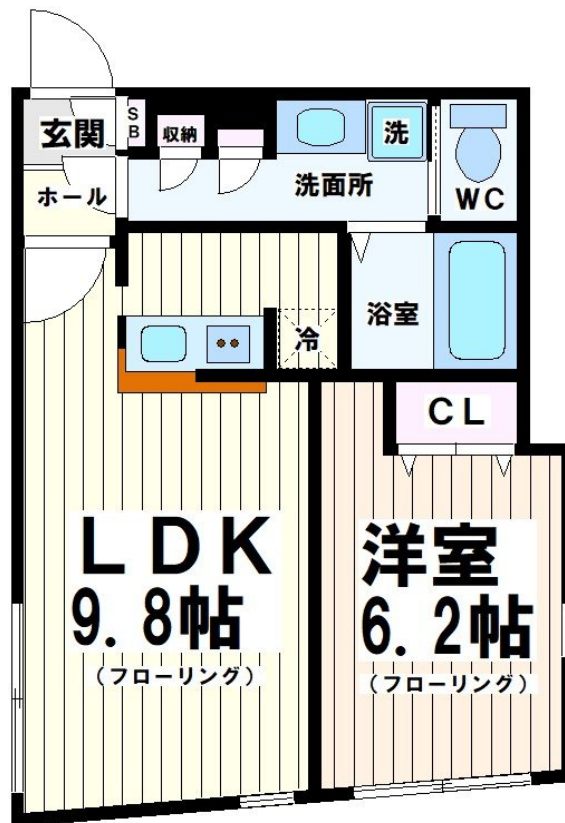 玄関
SB
収納
洗
ホール
洗面所
WC
浴室
冷
CL
LDK
9.8帖
(フローリング)
洋室
6.2帖
(フローリング)